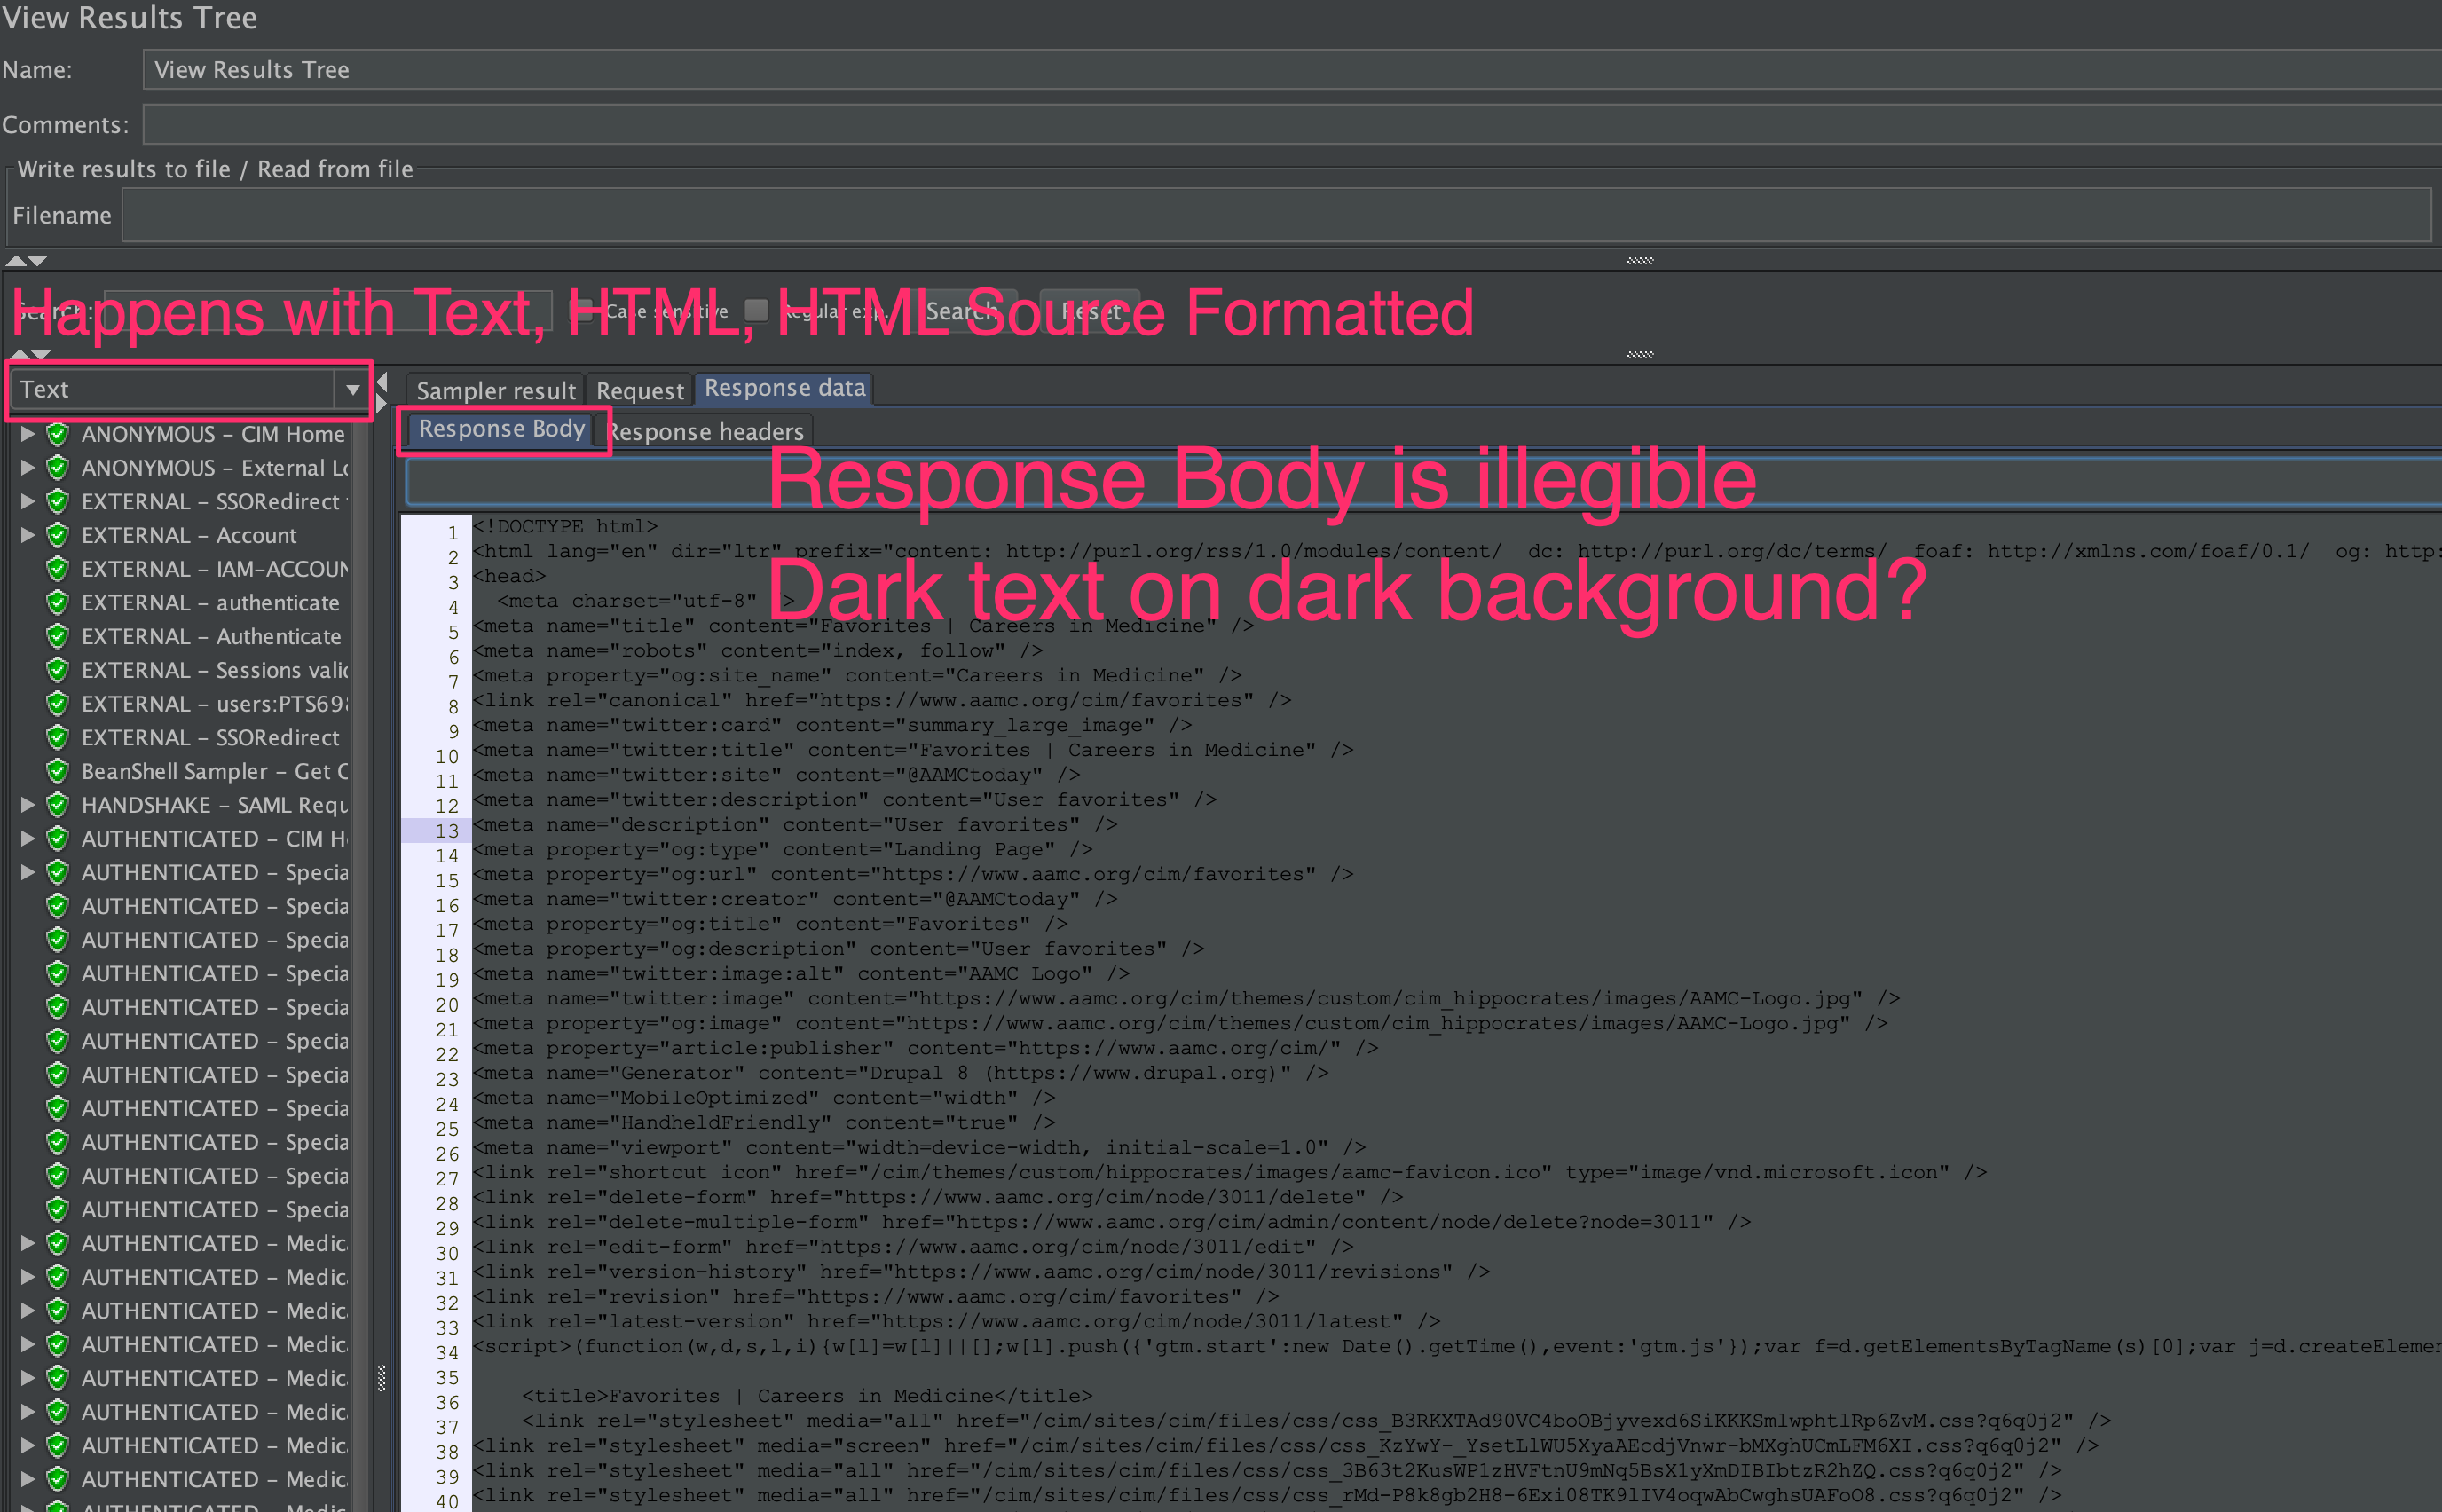 View Results Tree
Name: View Results Tree
Comments:
Write results to file / Read from file
Filename
Happens with Text, HTML, HTML Source Formatted
Search: Case sensitive Regular exp. Search Reset
Text
Sampler result Request Response data
Response Body Response headers
Response Body is illegible
Dark text on dark background?
ANONYMOUS – CIM Home
ANONYMOUS – External Lo
EXTERNAL – SSORedirect
EXTERNAL – Account
EXTERNAL – IAM-ACCOUN
EXTERNAL – authenticate
EXTERNAL – Authenticate
EXTERNAL – Sessions valid
EXTERNAL – users:PTS698
EXTERNAL – SSORedirect
BeanShell Sampler – Get C
HANDSHAKE – SAML Requ
AUTHENTICATED – CIM H
AUTHENTICATED – Specia
AUTHENTICATED – Specia
AUTHENTICATED – Specia
AUTHENTICATED – Specia
AUTHENTICATED – Specia
AUTHENTICATED – Specia
AUTHENTICATED – Specia
AUTHENTICATED – Specia
AUTHENTICATED – Specia
AUTHENTICATED – Specia
AUTHENTICATED – Specia
AUTHENTICATED – Medic
AUTHENTICATED – Medic
AUTHENTICATED – Medic
AUTHENTICATED – Medic
AUTHENTICATED – Medic
AUTHENTICATED – Medic
AUTHENTICATED – Medic
AUTHENTICATED – Medic
1 <!DOCTYPE html>
2 <html lang="en" dir="ltr" prefix="content: http://purl.org/rss/1.0/modules/content/  dc: http://purl.org/dc/terms/  foaf: http://xmlns.com/foaf/0.1/  og: http:
3 <head>
4 <meta charset="utf-8" />
5 <meta name="title" content="Favorites | Careers in Medicine" />
6 <meta name="robots" content="index, follow" />
7 <meta property="og:site_name" content="Careers in Medicine" />
8 <link rel="canonical" href="https://www.aamc.org/cim/favorites" />
9 <meta name="twitter:card" content="summary_large_image" />
10 <meta name="twitter:title" content="Favorites | Careers in Medicine" />
11 <meta name="twitter:site" content="@AAMCtoday" />
12 <meta name="twitter:description" content="User favorites" />
13 <meta name="description" content="User favorites" />
14 <meta property="og:type" content="Landing Page" />
15 <meta property="og:url" content="https://www.aamc.org/cim/favorites" />
16 <meta name="twitter:creator" content="@AAMCtoday" />
17 <meta property="og:title" content="Favorites" />
18 <meta property="og:description" content="User favorites" />
19 <meta name="twitter:image:alt" content="AAMC Logo" />
20 <meta name="twitter:image" content="https://www.aamc.org/cim/themes/custom/cim_hippocrates/images/AAMC-Logo.jpg" />
21 <meta property="og:image" content="https://www.aamc.org/cim/themes/custom/cim_hippocrates/images/AAMC-Logo.jpg" />
22 <meta property="article:publisher" content="https://www.aamc.org/cim/" />
23 <meta name="Generator" content="Drupal 8 (https://www.drupal.org)" />
24 <meta name="MobileOptimized" content="width" />
25 <meta name="HandheldFriendly" content="true" />
26 <meta name="viewport" content="width=device-width, initial-scale=1.0" />
27 <link rel="shortcut icon" href="/cim/themes/custom/hippocrates/images/aamc-favicon.ico" type="image/vnd.microsoft.icon" />
28 <link rel="delete-form" href="https://www.aamc.org/cim/node/3011/delete" />
29 <link rel="delete-multiple-form" href="https://www.aamc.org/cim/admin/content/node/delete?node=3011" />
30 <link rel="edit-form" href="https://www.aamc.org/cim/node/3011/edit" />
31 <link rel="version-history" href="https://www.aamc.org/cim/node/3011/revisions" />
32 <link rel="revision" href="https://www.aamc.org/cim/favorites" />
33 <link rel="latest-version" href="https://www.aamc.org/cim/node/3011/latest" />
34 <script>(function(w,d,s,l,i){w[l]=w[l]||[];w[l].push({'gtm.start':new Date().getTime(),event:'gtm.js'});var f=d.getElementsByTagName(s)[0];var j=d.createElemen
35
36 <title>Favorites | Careers in Medicine</title>
37 <link rel="stylesheet" media="all" href="/cim/sites/cim/files/css/css_B3RKXTAd90VC4boOBjyvexd6SiKKKSmlwphtlRp6ZvM.css?q6q0j2" />
38 <link rel="stylesheet" media="screen" href="/cim/sites/cim/files/css/css_KzYwY-_YsetLlWU5XyaAEcdjVnwr-bMXghUCmLFM6XI.css?q6q0j2" />
39 <link rel="stylesheet" media="all" href="/cim/sites/cim/files/css/css_3B63t2KusWP1zHVFtnU9mNq5BsX1yXmDIBIbtzR2hZQ.css?q6q0j2" />
40 <link rel="stylesheet" media="all" href="/cim/sites/cim/files/css/css_rMd-P8k8gb2H8-6Exi08TK9lIV4oqwAbCwghsUAFoO8.css?q6q0j2" />